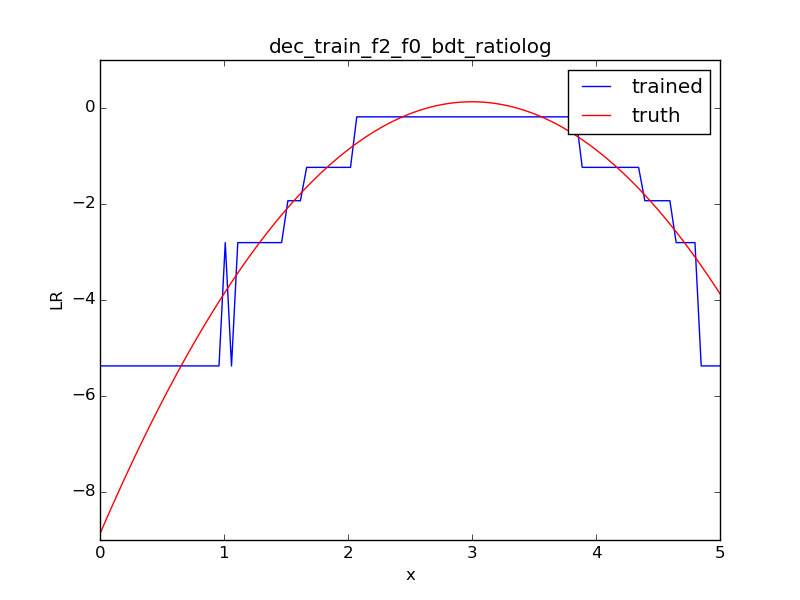 dec_train_f2_f0_bdt_ratiolog
trained
truth
0
−2
−4
−6
−8
LR
0 1 2 3 4 5
x